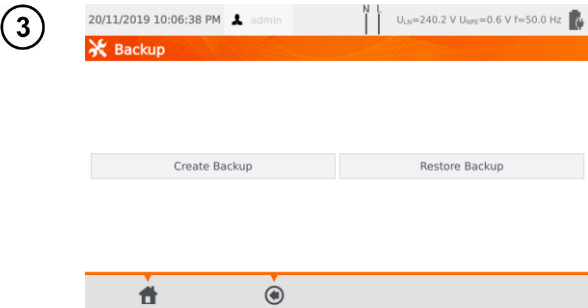 3
20/11/2019 10:06:38 PM admin N L ULN=240.2 V UNPE=0.6 V f=50.0 Hz
Backup
Create Backup Restore Backup